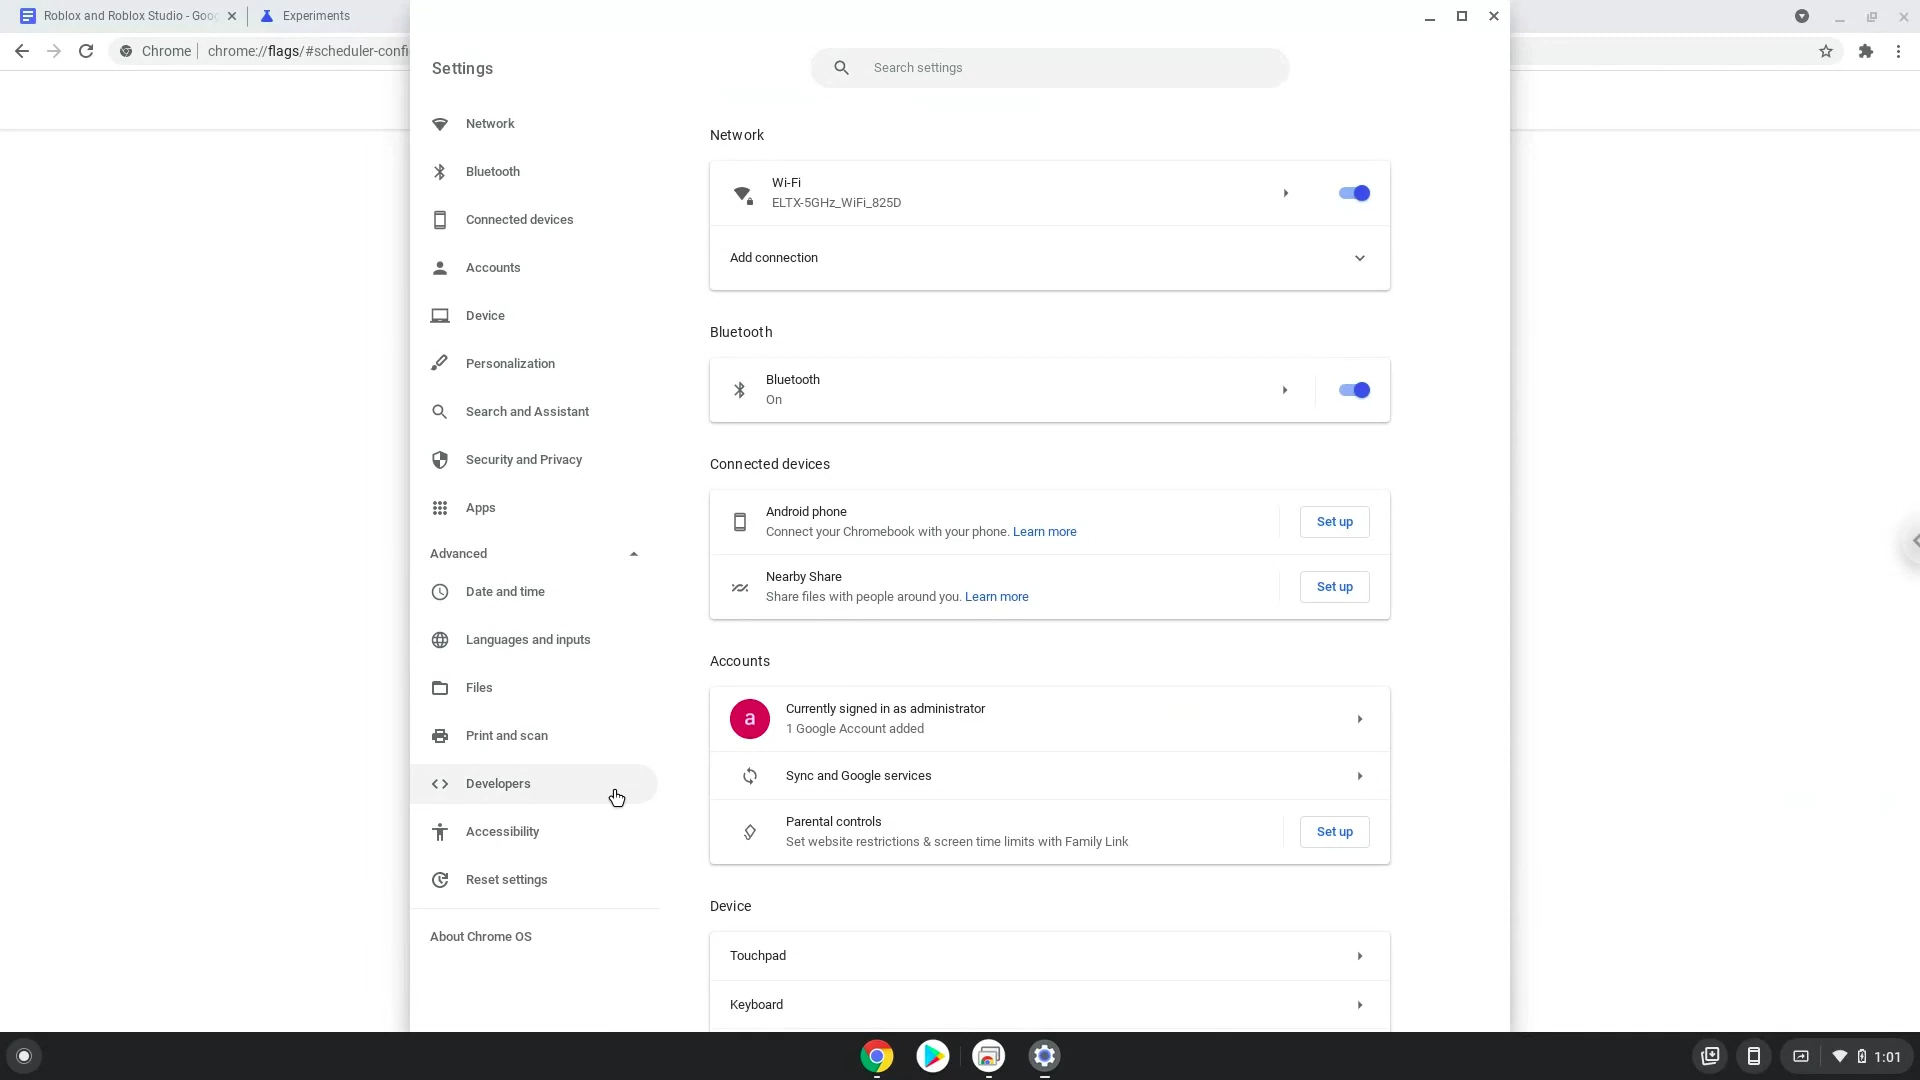 Roblox and Roblox Studio - Goo
Experiments
Chrome
chrome://flags/#scheduler-confi
Settings
Search settings
Network
Bluetooth
Connected devices
Accounts
Device
Personalization
Search and Assistant
Security and Privacy
Apps
Advanced
Date and time
Languages and inputs
Files
Print and scan
Developers
Accessibility
Reset settings
About Chrome OS
Network
Wi-Fi
ELTX-5GHz_WiFi_825D
Add connection
Bluetooth
Bluetooth
On
Connected devices
Android phone
Connect your Chromebook with your phone. Learn more
Set up
Nearby Share
Share files with people around you. Learn more
Set up
Accounts
a
Currently signed in as administrator
1 Google Account added
Sync and Google services
Parental controls
Set website restrictions & screen time limits with Family Link
Set up
Device
Touchpad
Keyboard
1:01